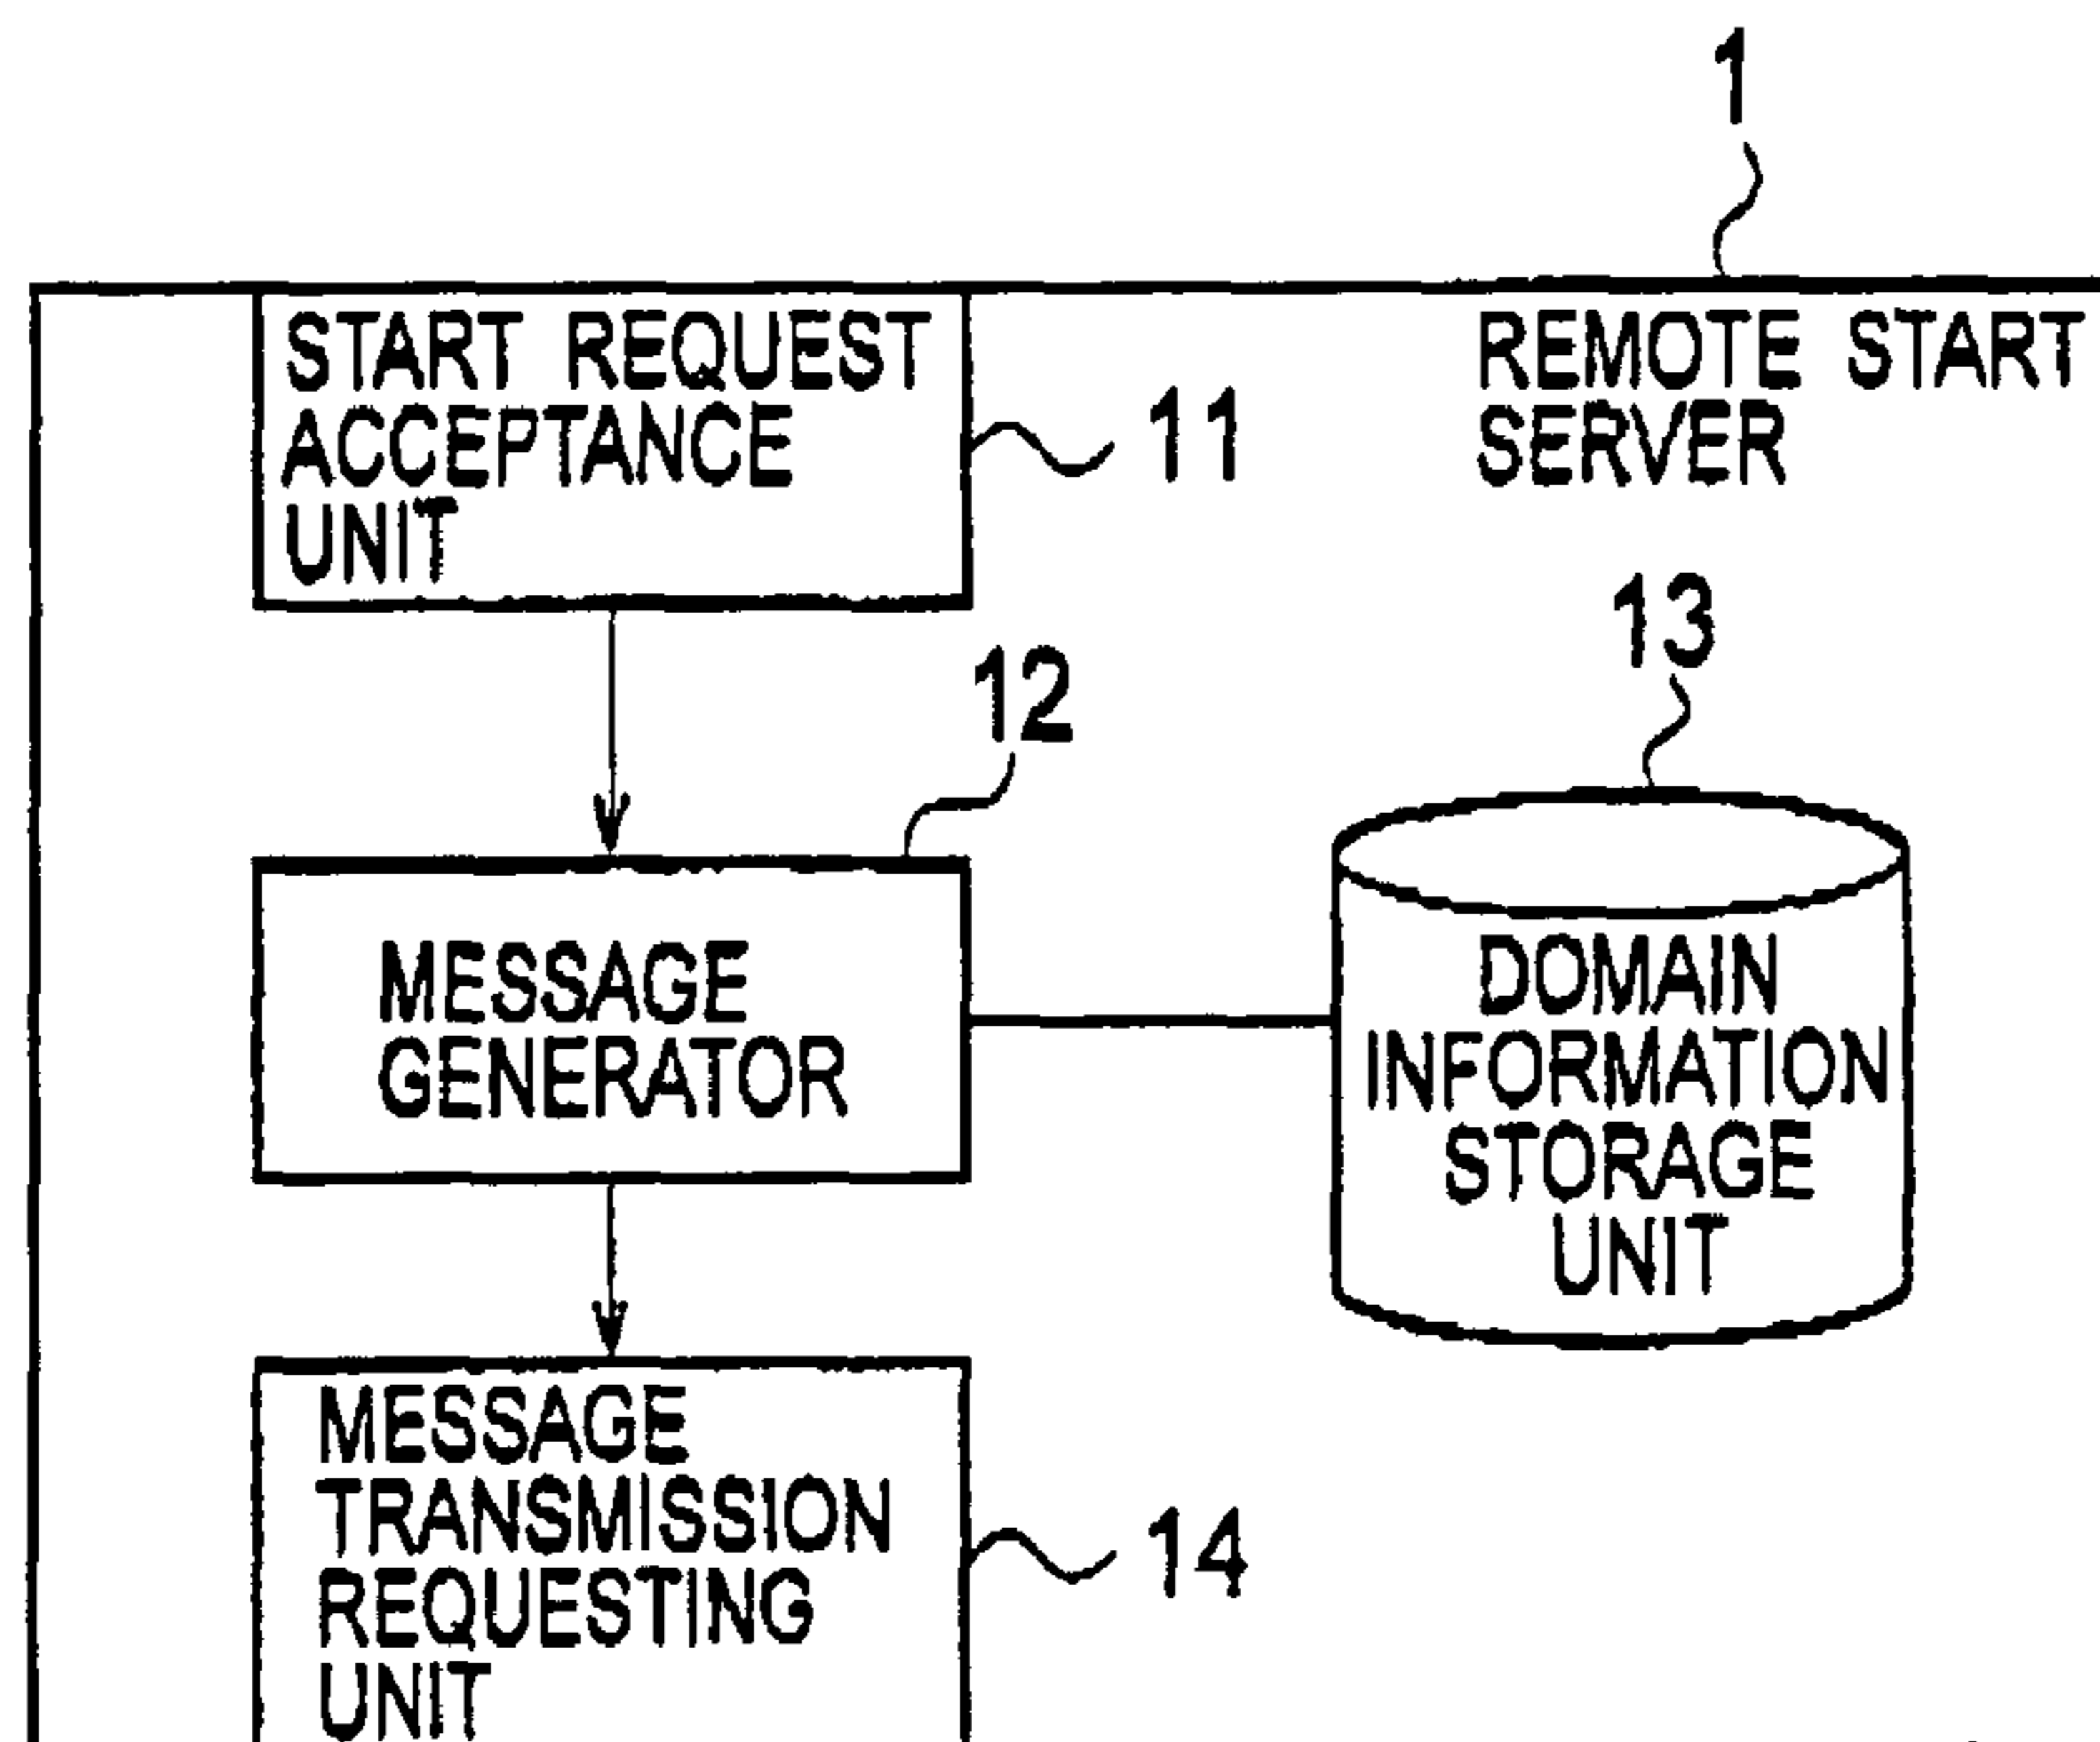 1
START REQUEST
ACCEPTANCE
UNIT
11
REMOTE START
SERVER
12
13
MESSAGE
GENERATOR
DOMAIN
INFORMATION
STORAGE
UNIT
MESSAGE
TRANSMISSION
REQUESTING
UNIT
14